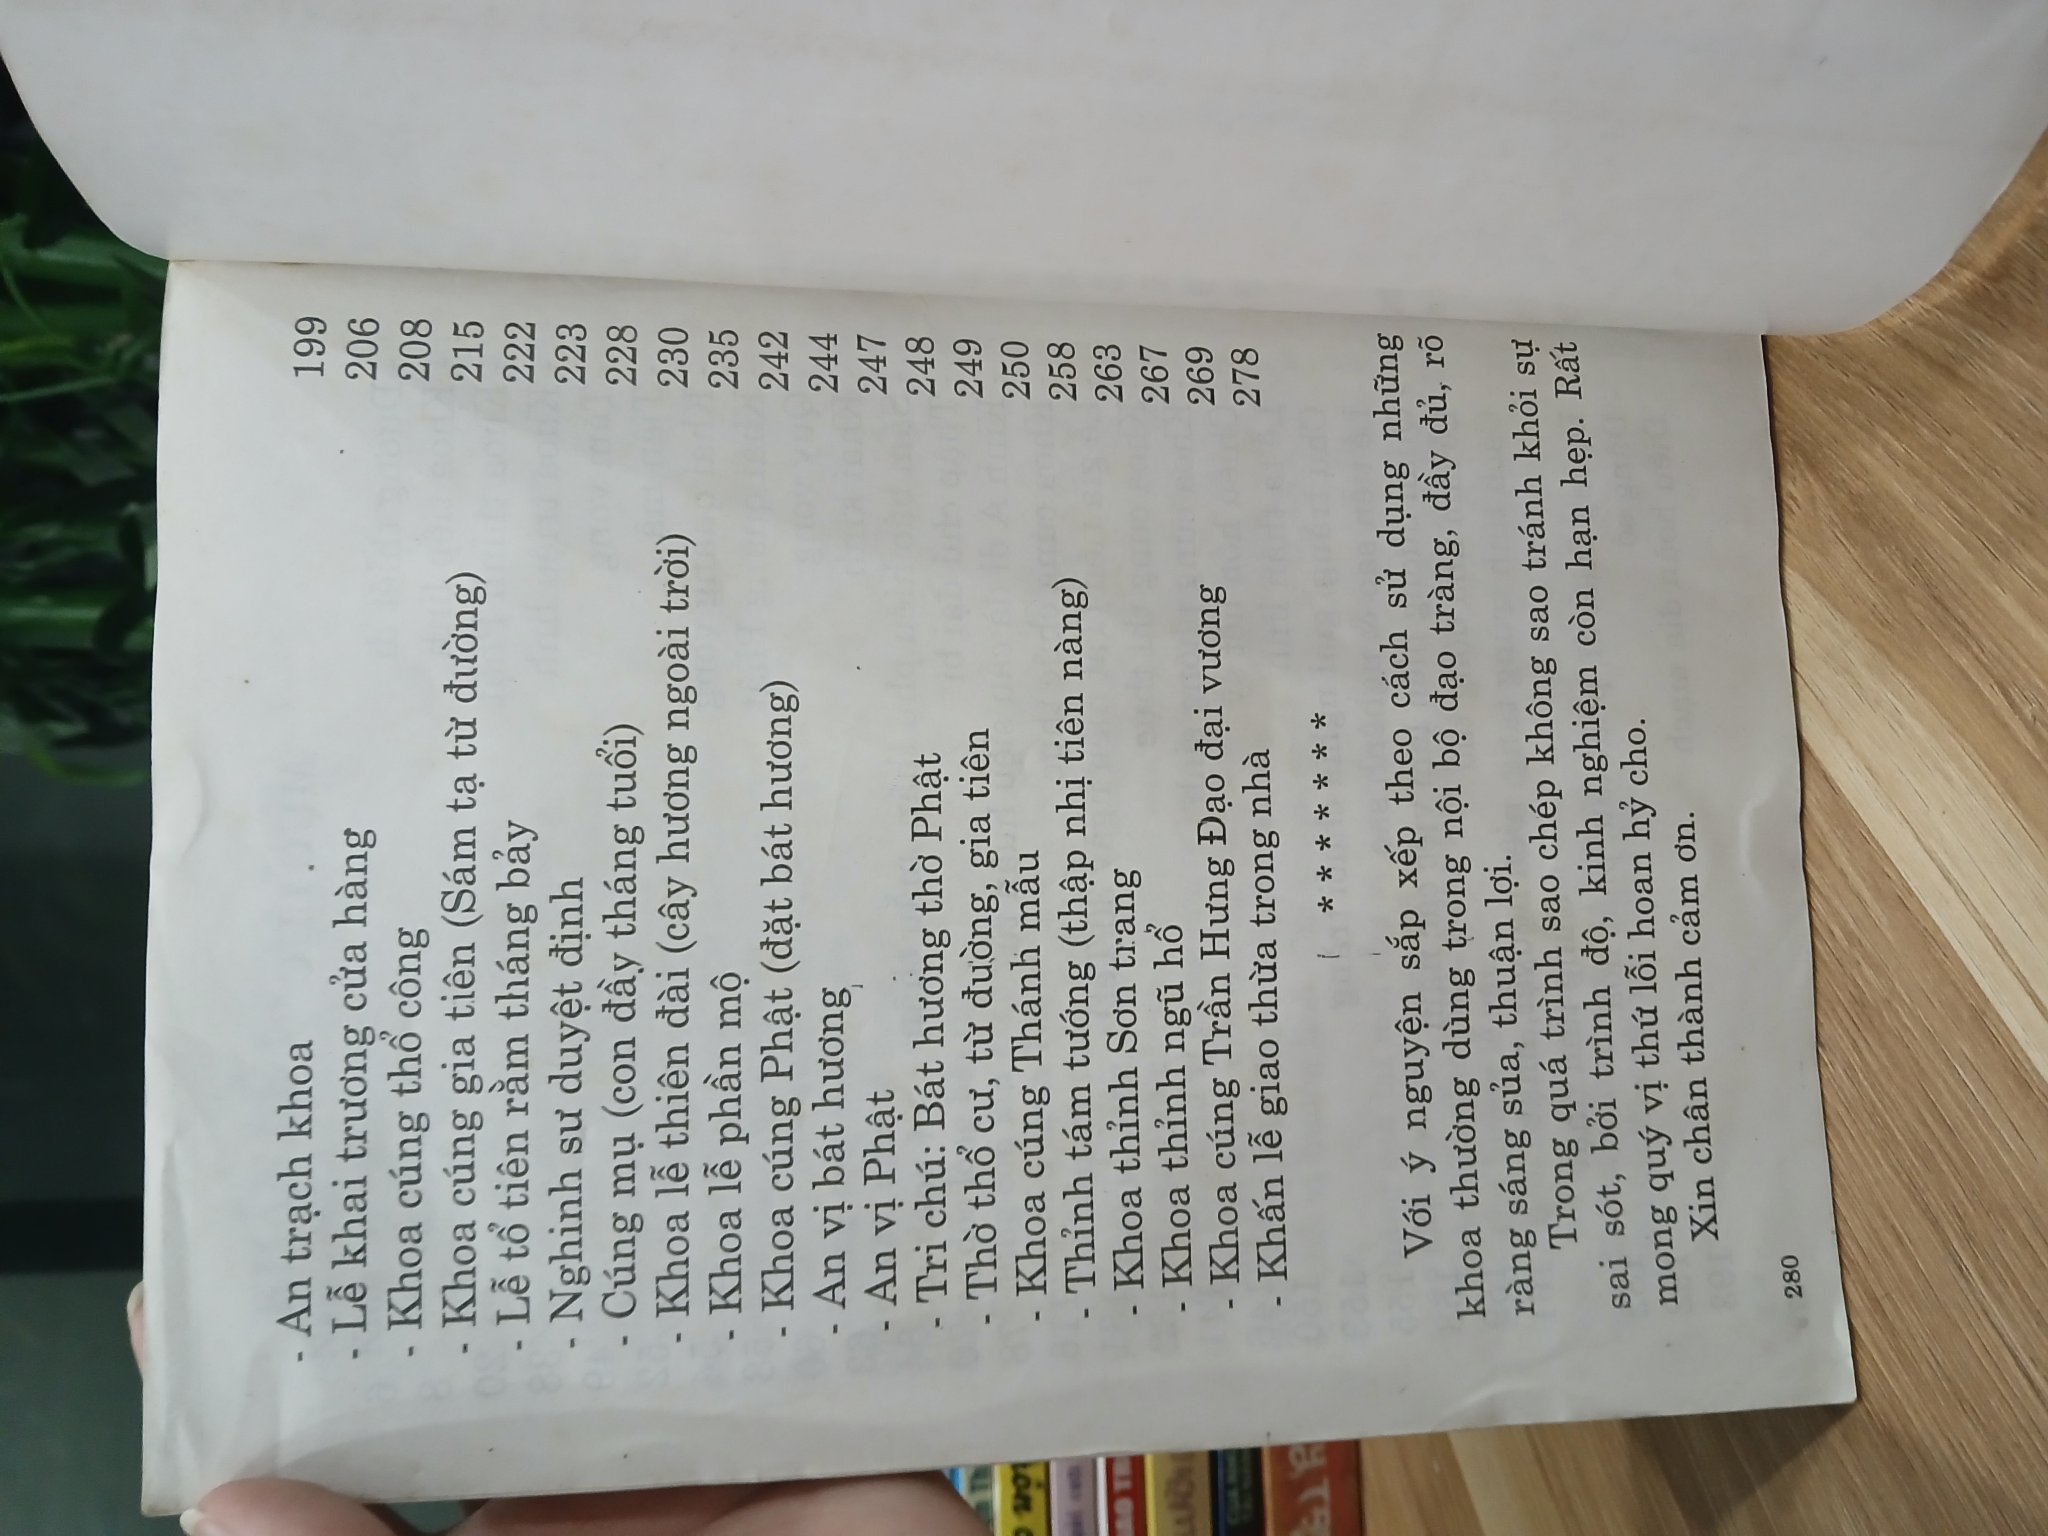 - An trạch khoa 199
- Lễ khai trương cửa hàng 206
- Khoa cúng thổ công 208
- Khoa cúng gia tiên (Sám tạ từ đường) 215
- Lễ tổ tiên rằm tháng bảy 222
- Nghinh sư duyệt định 223
- Cúng mụ (con đầy tháng tuổi) 228
- Khoa lễ thiên đài (cây hương ngoài trời) 230
- Khoa lễ phần mộ 235
- Khoa cúng Phật (đặt bát hương) 242
- An vị bát hương 244
- An vị Phật 247
- Tri chú: Bát hương thờ Phật 248
- Thờ thổ cư, từ đường, gia tiên 249
- Khoa cúng Thánh mẫu 250
- Thỉnh tám tướng (thập nhị tiên nàng) 258
- Khoa thỉnh Sơn trang 263
- Khoa thỉnh ngũ hổ 267
- Khoa cúng Trần Hưng Đạo đại vương 269
- Khấn lễ giao thừa trong nhà 278
* * * * * * *
Với ý nguyện sắp xếp theo cách sử dụng những
khoa thường dùng trong nội bộ đạo tràng, đầy đủ, rõ
ràng sáng sủa, thuận lợi.
Trong quá trình sao chép không sao tránh khỏi sự
sai sót, bởi trình độ, kinh nghiệm còn hạn hẹp. Rất
mong quý vị thứ lỗi hoan hỷ cho.
Xin chân thành cảm ơn.
280